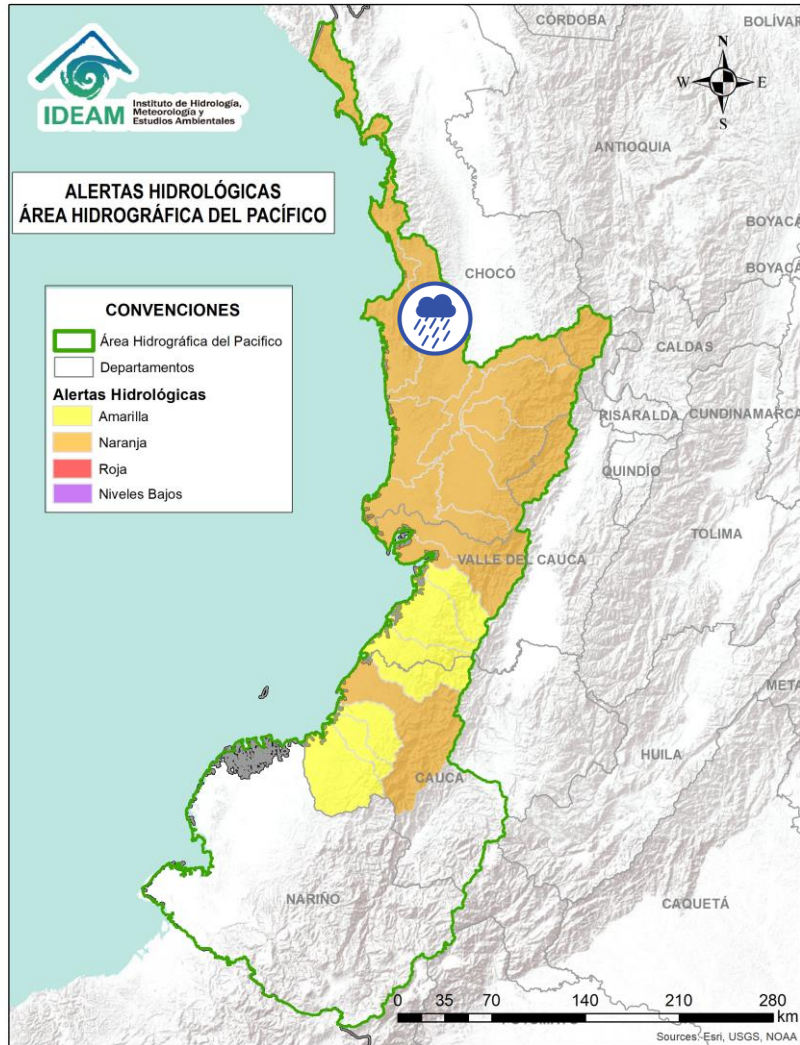 CÓRDOBA
BOLÍVAR
N
W E
S
IDEAM
Instituto de Hidrología,
Meteorología y
Estudios Ambientales
ANTIOQUIA
ALERTAS HIDROLÓGICAS
ÁREA HIDROGRÁFICA DEL PACÍFICO
BOYACÁ
BOYACÁ
CHOCÓ
CONVENCIONES
Área Hidrográfica del Pacifico
Departamentos
Alertas Hidrológicas
Amarilla
Naranja
Roja
Niveles Bajos
CALDAS
RISARALDA
CUNDINAMARCA
QUINDÍO
TOLIMA
VALLE DEL CAUCA
META
HUILA
CAUCA
NARIÑO
CAQUETÁ
0 35 70 140 210 280
km
Sources: Esri, USGS, NOAA